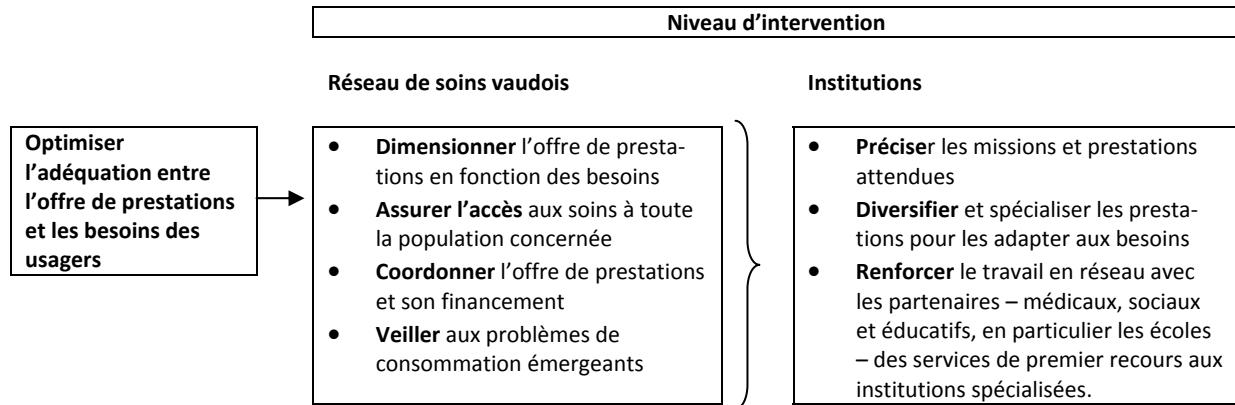 Niveau d’intervention
Réseau de soins vaudois
Institutions
Optimiser
l’adéquation entre
l’offre de prestations
et les besoins des
usagers
• Dimensionner l’offre de presta-
tions en fonction des besoins
• Assurer l’accès aux soins à toute
la population concernée
• Coordonner l’offre de prestations
et son financement
• Veiller aux problèmes de
consommation émergeants
• Préciser les missions et prestations
attendues
• Diversifier et spécialiser les presta-
tions pour les adapter aux besoins
• Renforcer le travail en réseau avec
les partenaires – médicaux, sociaux
et éducatifs, en particulier les écoles
– des services de premier recours aux
institutions spécialisées.